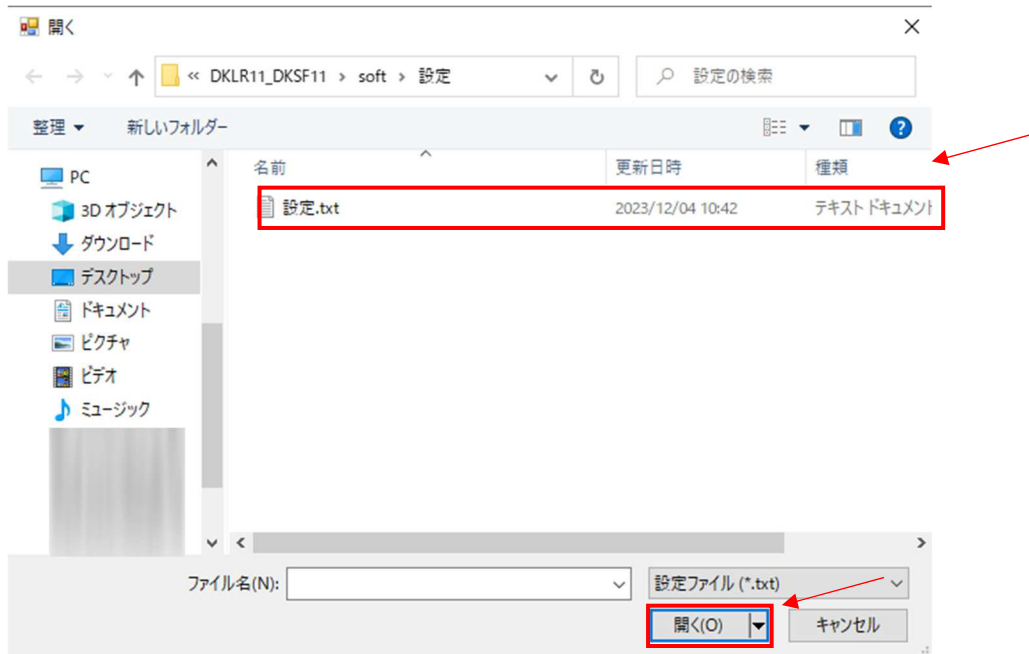 開く
« DKLR11_DKSF11 › soft › 設定
設定の検索
整理 新しいフォルダー
名前 更新日時 種類
PC
3D オブジェクト
設定.txt 2023/12/04 10:42 テキスト ドキュメント
ダウンロード
デスクトップ
ドキュメント
ピクチャ
ビデオ
ミュージック
ファイル名(N): 設定ファイル (*.txt)
開く(O) キャンセル